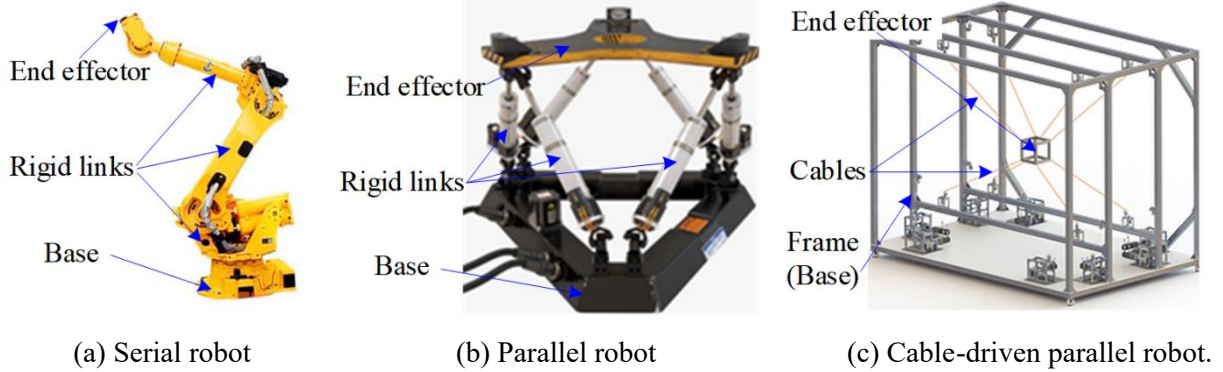 End effector
Rigid links
Base
(a) Serial robot
End effector
Rigid links
Base
(b) Parallel robot
End effector
Cables
Frame
(Base)
(c) Cable-driven parallel robot.